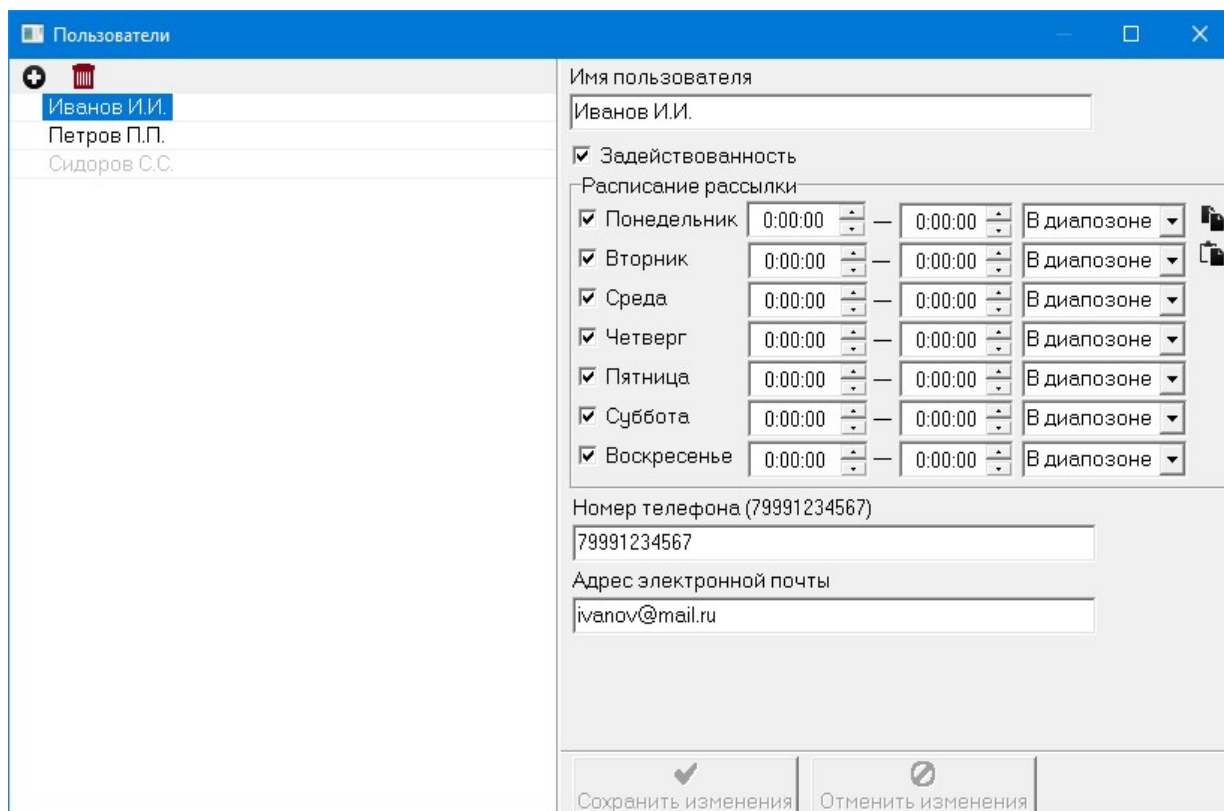 Пользователи
Иванов И.И.
Петров П.П.
Сидоров С.С.
Имя пользователя
Иванов И.И.
Задействованность
Расписание рассылки
Понедельник 0:00:00 — 0:00:00 В диапозоне
Вторник 0:00:00 — 0:00:00 В диапозоне
Среда 0:00:00 — 0:00:00 В диапозоне
Четверг 0:00:00 — 0:00:00 В диапозоне
Пятница 0:00:00 — 0:00:00 В диапозоне
Суббота 0:00:00 — 0:00:00 В диапозоне
Воскресенье 0:00:00 — 0:00:00 В диапозоне
Номер телефона (79991234567)
79991234567
Адрес электронной почты
ivanov@mail.ru
Сохранить изменения Отменить изменения